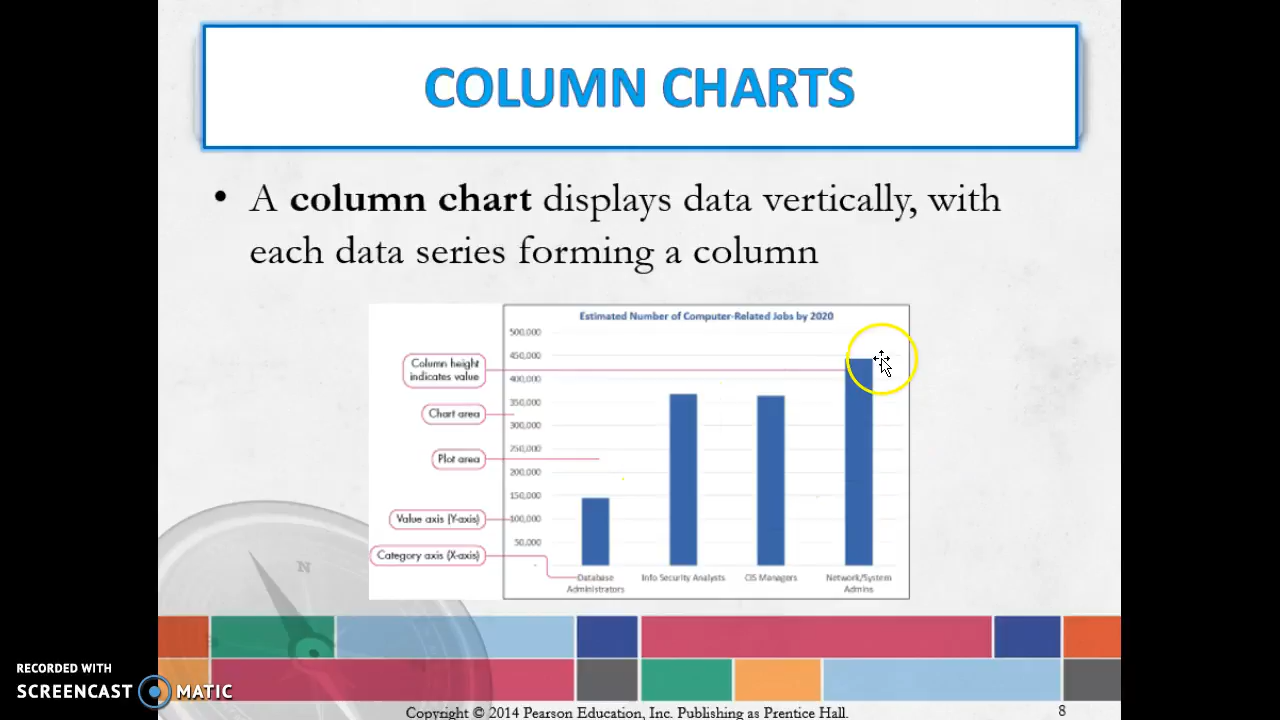 COLUMN CHARTS
• A column chart displays data vertically, with
each data series forming a column
Estimated Number of Computer-Related Jobs by 2020
500,000
450,000
400,000
350,000
300,000
250,000
200,000
150,000
100,000
50,000
Column height
indicates value
Chart area
Plot area
Value axis (Y-axis)
Category axis (X-axis)
Database
Administrators
Info Security Analysts
CIS Managers
Network/System
Admins
N
RECORDED WITH
SCREENCAST MATIC
Copyright © 2014 Pearson Education, Inc. Publishing as Prentice Hall.
8